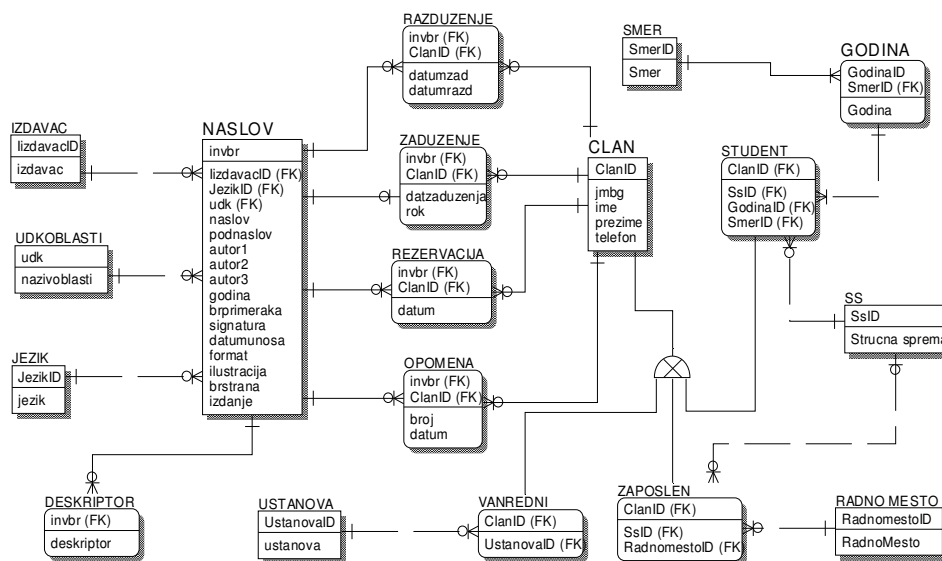 RAZDUZENJE
invbr (FK)
ClanID (FK)
datumzad
datumrazd
SMER
SmerID
Smer
GODINA
GodinaID
SmerID (FK)
Godina
IZDAVAC
IizdavacID
izdavac
NASLOV
invbr
IizdavacID (FK)
JezikID (FK)
udk (FK)
naslov
podnaslov
autor1
autor2
autor3
godina
brprimeraka
signatura
datumunosa
format
ilustracija
brstrana
izdanje
ZADUZENJE
invbr (FK)
ClanID (FK)
datzaduzenja
rok
CLAN
ClanID
jmbg
ime
prezime
telefon
STUDENT
ClanID (FK)
SsID (FK)
GodinaID (FK)
SmerID (FK)
UDKOBLASTI
udk
nazivoblasti
REZERVACIJA
invbr (FK)
ClanID (FK)
datum
SS
SsID
Strucna sprema
JEZIK
JezikID
jezik
OPOMENA
invbr (FK)
ClanID (FK)
broj
datum
DESKRIPTOR
invbr (FK)
deskriptor
USTANOVA
UstanovaID
ustanova
VANREDNI
ClanID (FK)
UstanovaID (FK)
ZAPOSLEN
ClanID (FK)
SsID (FK)
RadnomestoID (FK)
RADNO MESTO
RadnomestoID
RadnoMesto